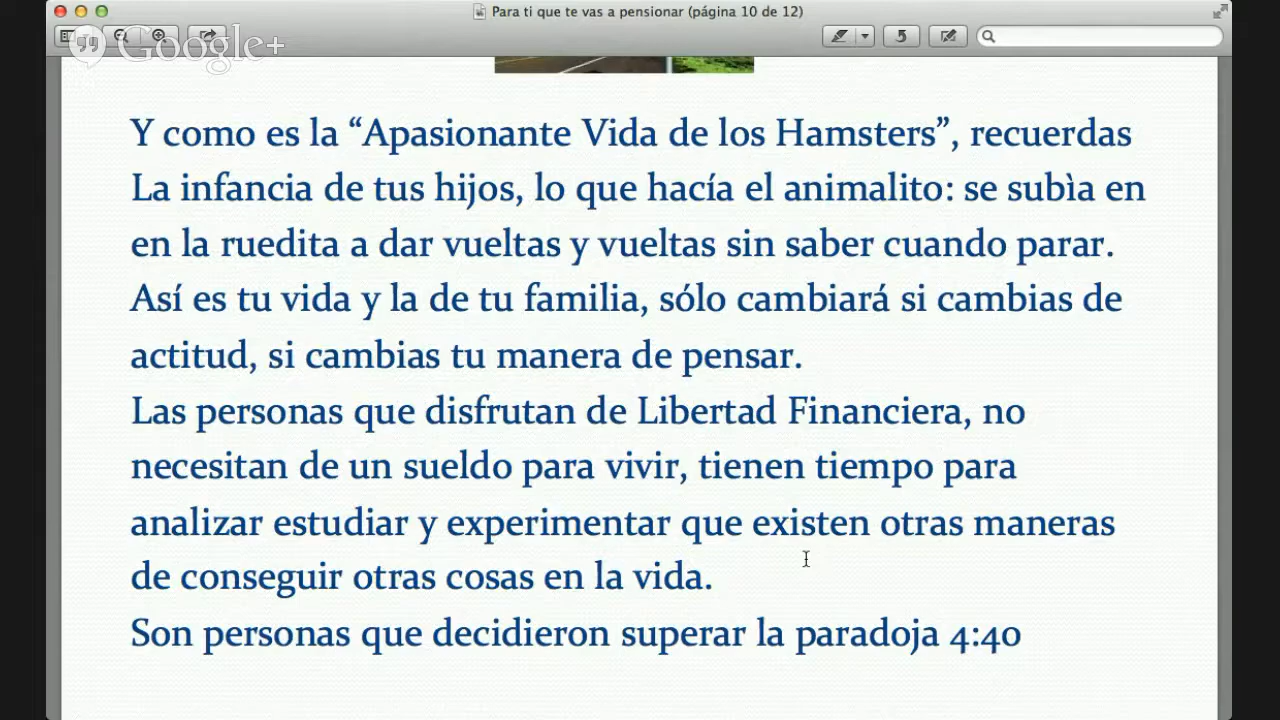 Para ti que te vas a pensionar (página 10 de 12)
Google+
Y como es la “Apasionante Vida de los Hamsters”, recuerdas
La infancia de tus hijos, lo que hacía el animalito: se subìa en
en la ruedita a dar vueltas y vueltas sin saber cuando parar.
Así es tu vida y la de tu familia, sólo cambiará si cambias de
actitud, si cambias tu manera de pensar.
Las personas que disfrutan de Libertad Financiera, no
necesitan de un sueldo para vivir, tienen tiempo para
analizar estudiar y experimentar que existen otras maneras
de conseguir otras cosas en la vida.
Son personas que decidieron superar la paradoja 4:40